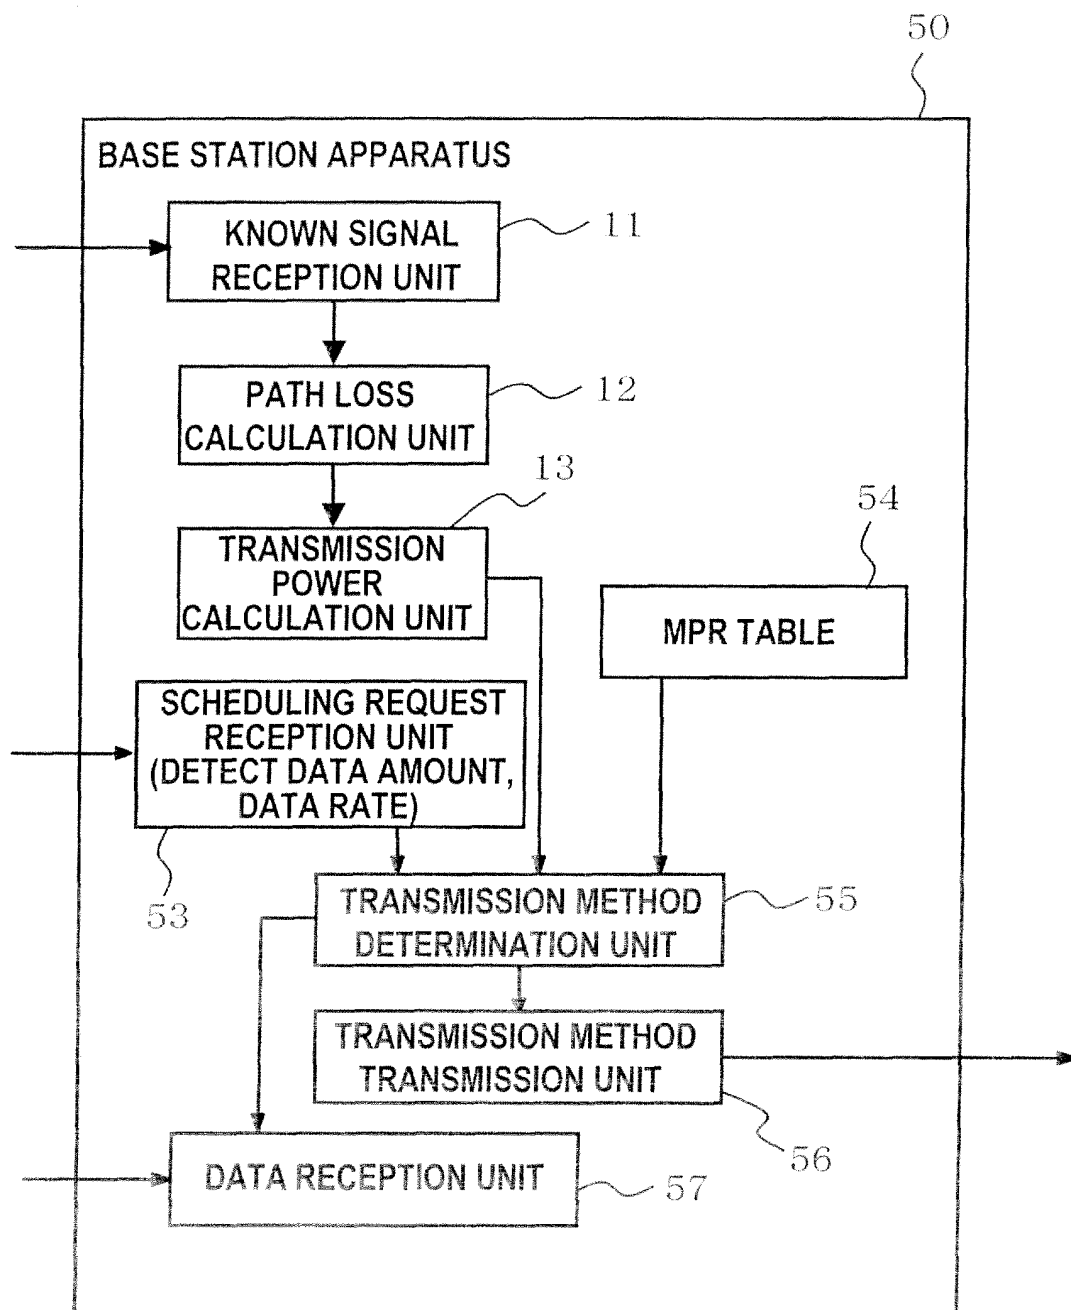 50
BASE STATION APPARATUS
KNOWN SIGNAL
RECEPTION UNIT
11
PATH LOSS
CALCULATION UNIT
12
13
TRANSMISSION
POWER
CALCULATION UNIT
54
MPR TABLE
SCHEDULING REQUEST
RECEPTION UNIT
(DETECT DATA AMOUNT,
DATA RATE)
53
TRANSMISSION METHOD
DETERMINATION UNIT
55
TRANSMISSION METHOD
TRANSMISSION UNIT
56
DATA RECEPTION UNIT
57